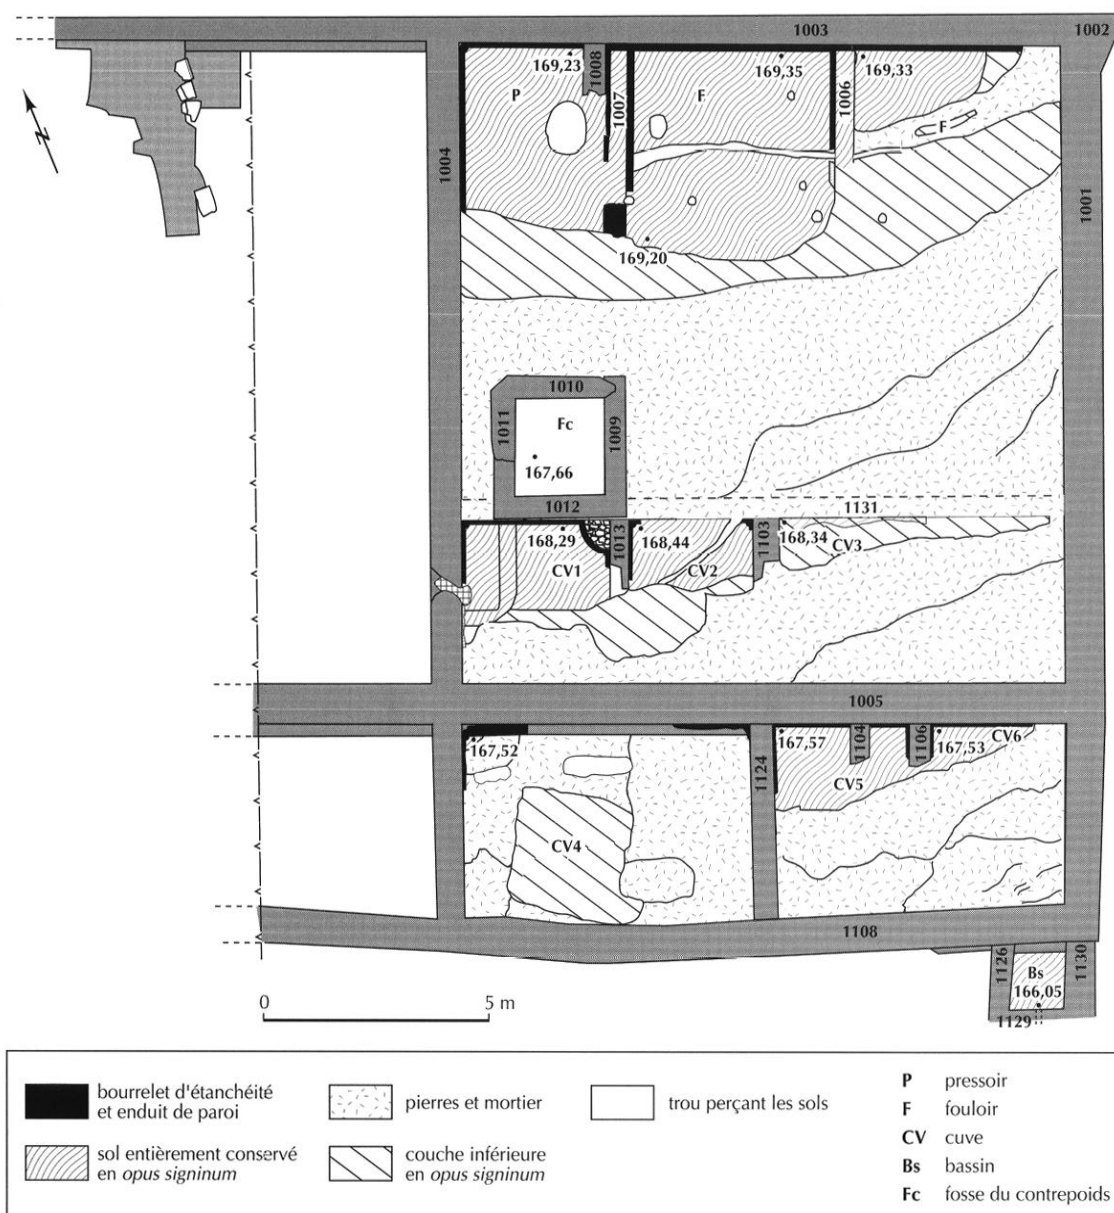 1003
1002
169,23
1008
169,35
169,33
P
1007
F
1006
F
N
1004
1001
169,20
1010
1011
Fc
1009
167,66
1012
1131
168,29
1013
168,44
1103
168,34
CV1
CV2
CV3
1005
167,52
1124
167,57
1104
1106
167,53
CV6
CV5
CV4
1108
1126
Bs
1130
166,05
1129
0 5 m
bourrelet d'étanchéité
et enduit de paroi
pierres et mortier
trou perçant les sols
sol entièrement conservé
en opus signinum
couche inférieure
en opus signinum
P pressoir
F fouloir
CV cuve
Bs bassin
Fc fosse du contrepoids